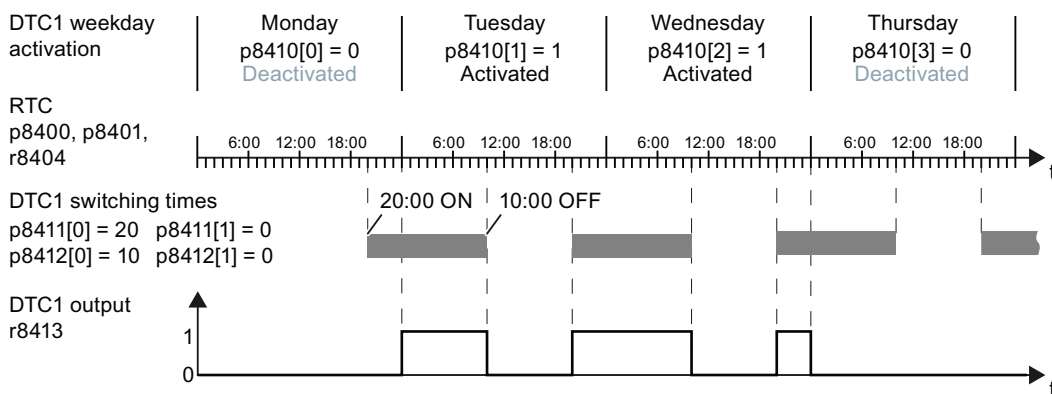 DTC1 weekday
activation
Monday
p8410[0] = 0
Deactivated
Tuesday
p8410[1] = 1
Activated
Wednesday
p8410[2] = 1
Activated
Thursday
p8410[3] = 0
Deactivated
RTC
p8400, p8401,
r8404
6:00 12:00 18:00 6:00 12:00 18:00 6:00 12:00 18:00 6:00 12:00 18:00
t
DTC1 switching times
p8411[0] = 20 p8411[1] = 0
p8412[0] = 10 p8412[1] = 0
20:00 ON 10:00 OFF
DTC1 output
r8413
1
0
t